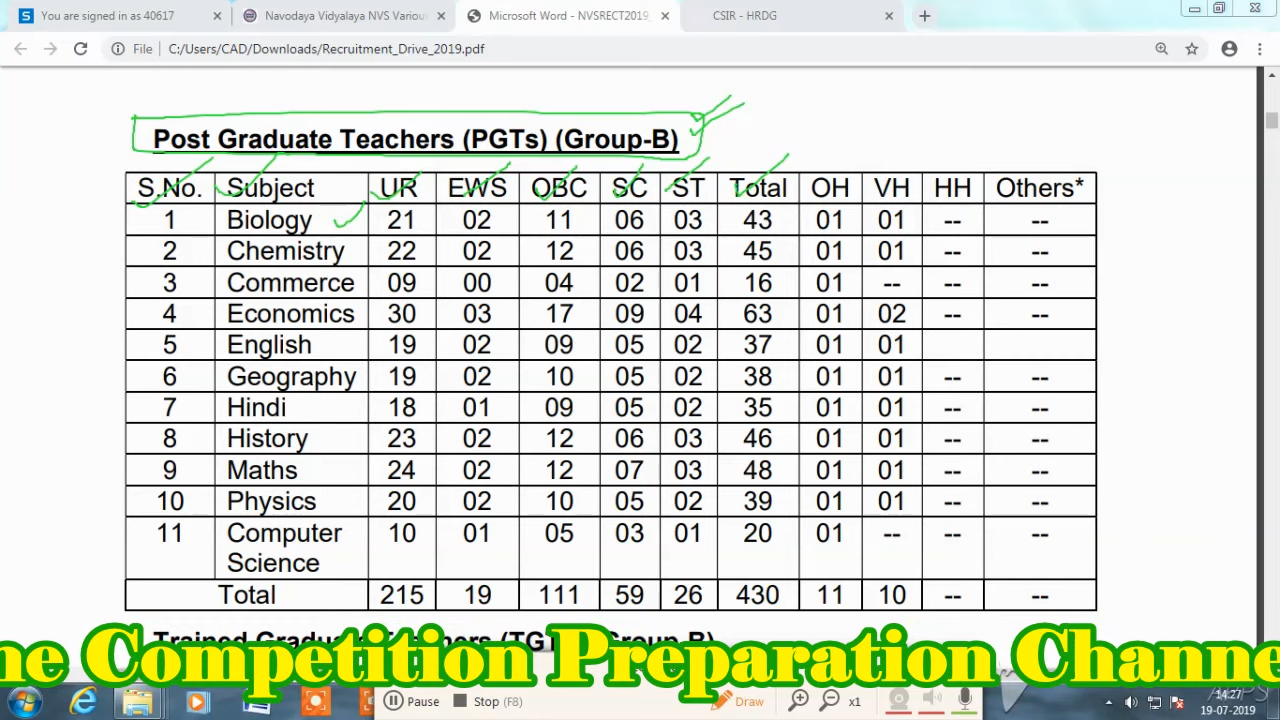 You are signed as 40617
Navodaya Vidyalaya NVS Variou
Microsoft Word - NVSRECT2019_
CSIR - HRDG
File C:/Users/CAD/Downloads/Recruitment_Drive_2019.pdf
Post Graduate Teachers (PGTs) (Group-B)
S.No. Subject UR EWS OBC SC ST Total OH VH HH Others*
1 Biology 21 02 11 06 03 43 01 01 -- --
2 Chemistry 22 02 12 06 03 45 01 01 -- --
3 Commerce 09 00 04 02 01 16 01 -- -- --
4 Economics 30 03 17 09 04 63 01 02 -- --
5 English 19 02 09 05 02 37 01 01
6 Geography 19 02 10 05 02 38 01 01 -- --
7 Hindi 18 01 09 05 02 35 01 01 -- --
8 History 23 02 12 06 03 46 01 01 -- --
9 Maths 24 02 12 07 03 48 01 01 -- --
10 Physics 20 02 10 05 02 39 01 01 -- --
11 Computer 10 01 05 03 01 20 01 -- -- --
Science
Total 215 19 111 59 26 430 11 10 -- --
Trained Graduate Teachers (TGT Group-B)
ne Competition Preparation Channe
Pause Stop (F8) Draw x1
14:27
19-07-2019